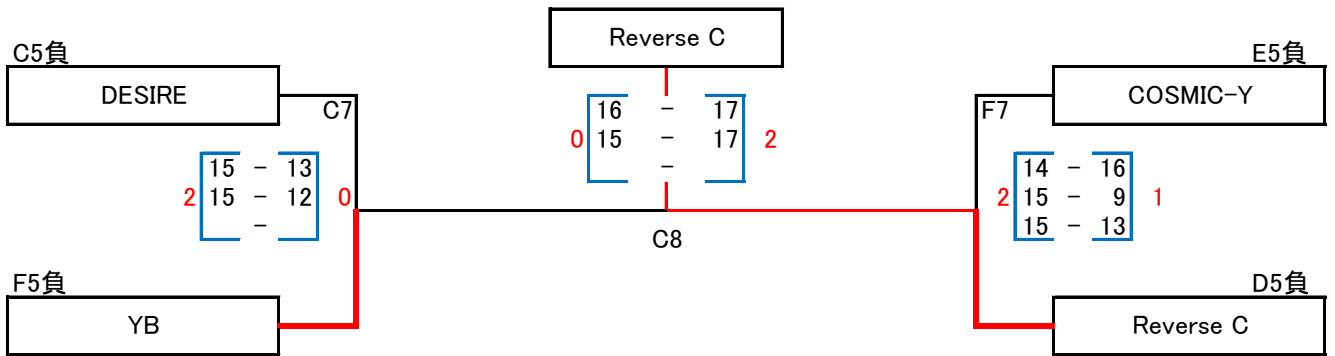 Reverse C
C5負
DESIRE
C7
15 - 13
2 15 - 12 0
-
F5負
YB
16 - 17
0 15 - 17 2
-
C8
E5負
COSMIC-Y
F7
14 - 16
2 15 - 9 1
15 - 13
D5負
Reverse C